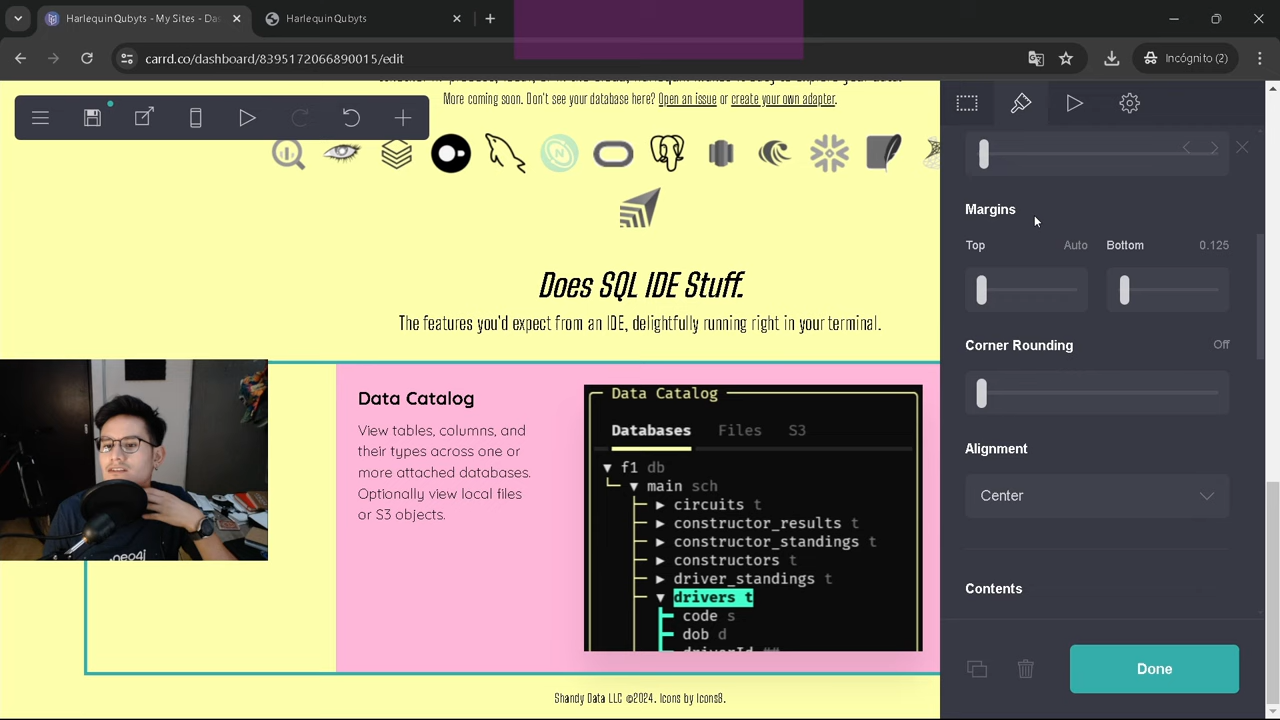 HarlequinQubyts - My Sites - Das
HarlequinQubyts
carrd.co/dashboard/8395172066890015/edit
Incógnito (2)
More coming soon. Don't see your database here? Open an issue or create your own adapter.
Does SQL IDE Stuff.
The features you'd expect from an IDE, delightfully running right in your terminal.
Data Catalog
View tables, columns, and
their types across one or
more attached databases.
Optionally view local files
or S3 objects.
Data Catalog
Databases Files S3
▼ f1 db
▼ main sch
▶ circuits t
▶ constructor_results t
▶ constructor_standings t
▶ constructors t
▶ driver_standings t
▼ drivers t
code s
dob d
driverId ##
neo4j
Shandy Data LLC ©2024. Icons by Icons8.
Margins
Top Auto Bottom 0.125
Corner Rounding Off
Alignment
Center
Contents
Done